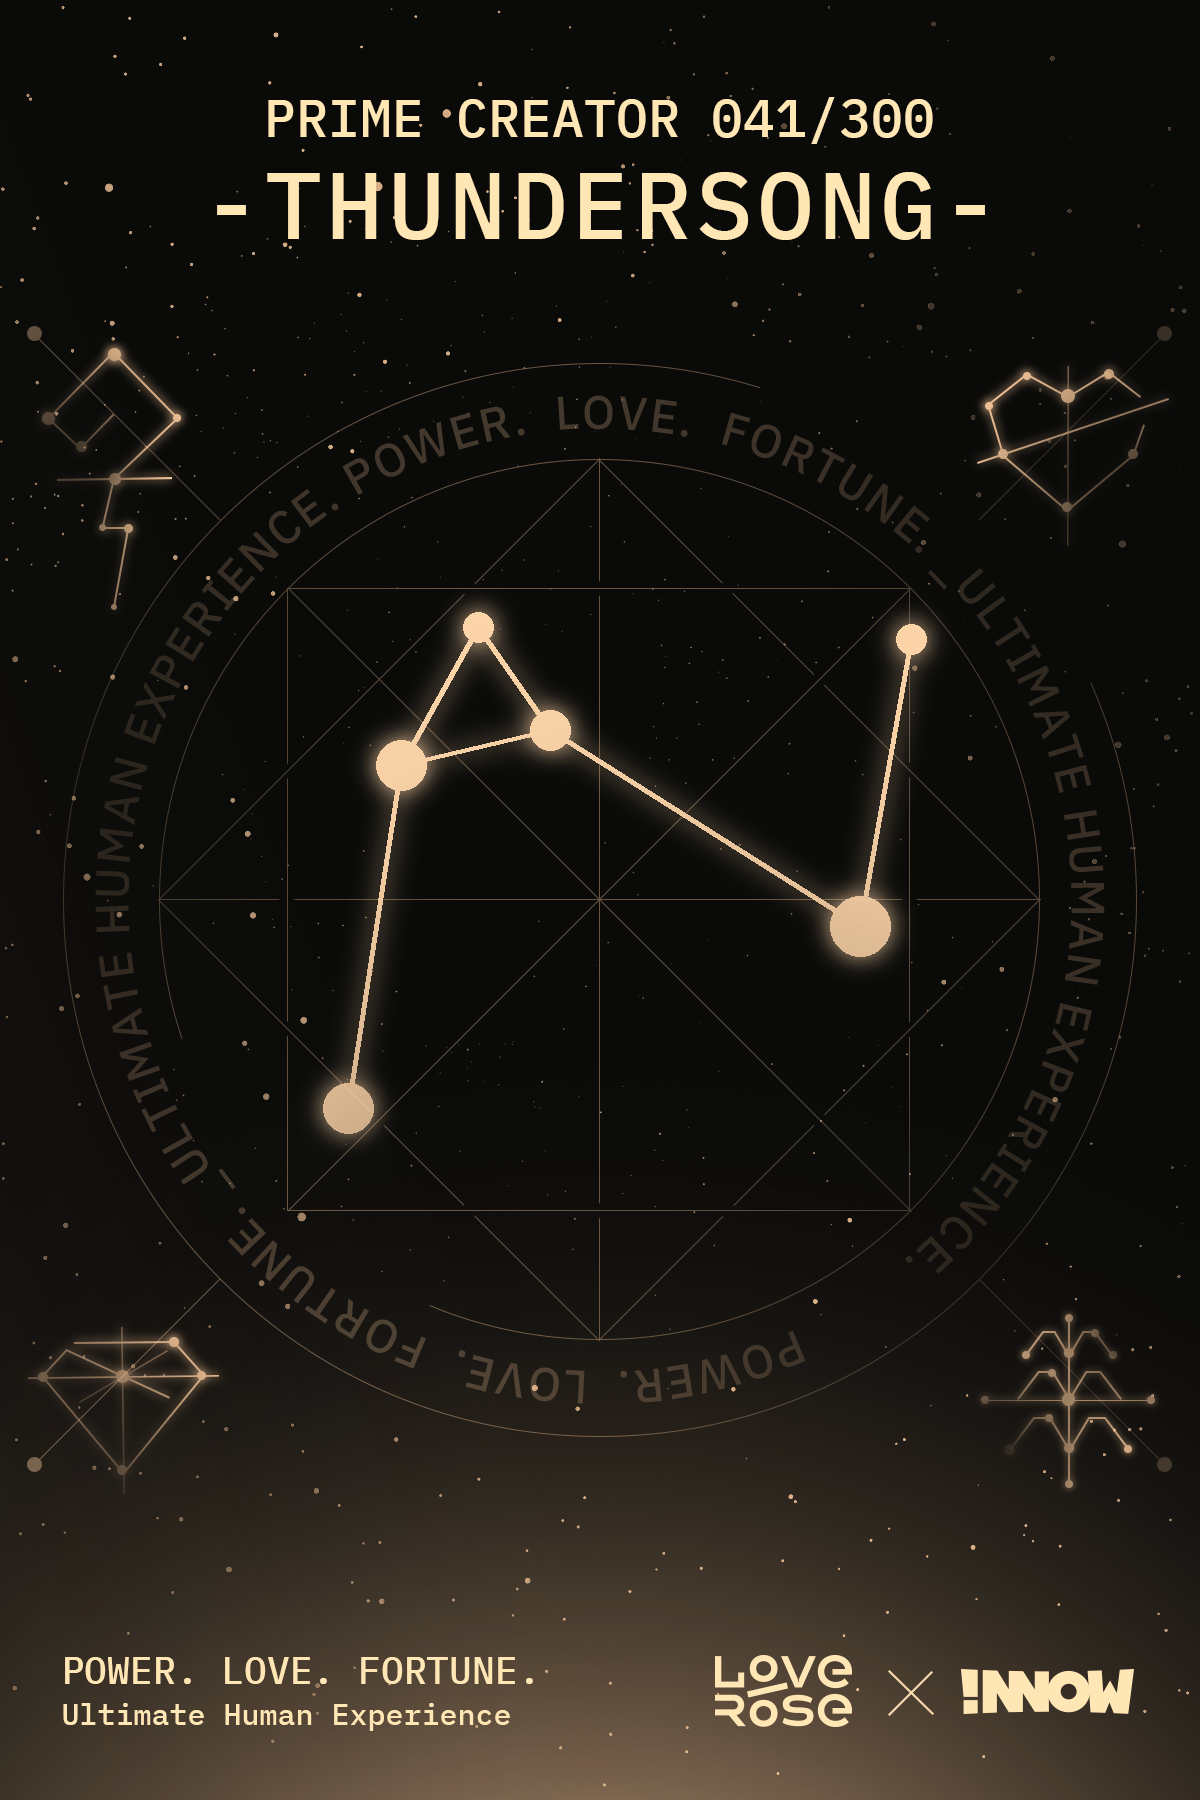 PRIME CREATOR 041/300
-THUNDERSONG-
POWER. LOVE. FORTUNE. — ULTIMATE HUMAN EXPERIENCE.
POWER. LOVE. FORTUNE. — ULTIMATE HUMAN EXPERIENCE.
POWER. LOVE. FORTUNE.
Ultimate Human Experience
LOVE ROSE × !NNOW